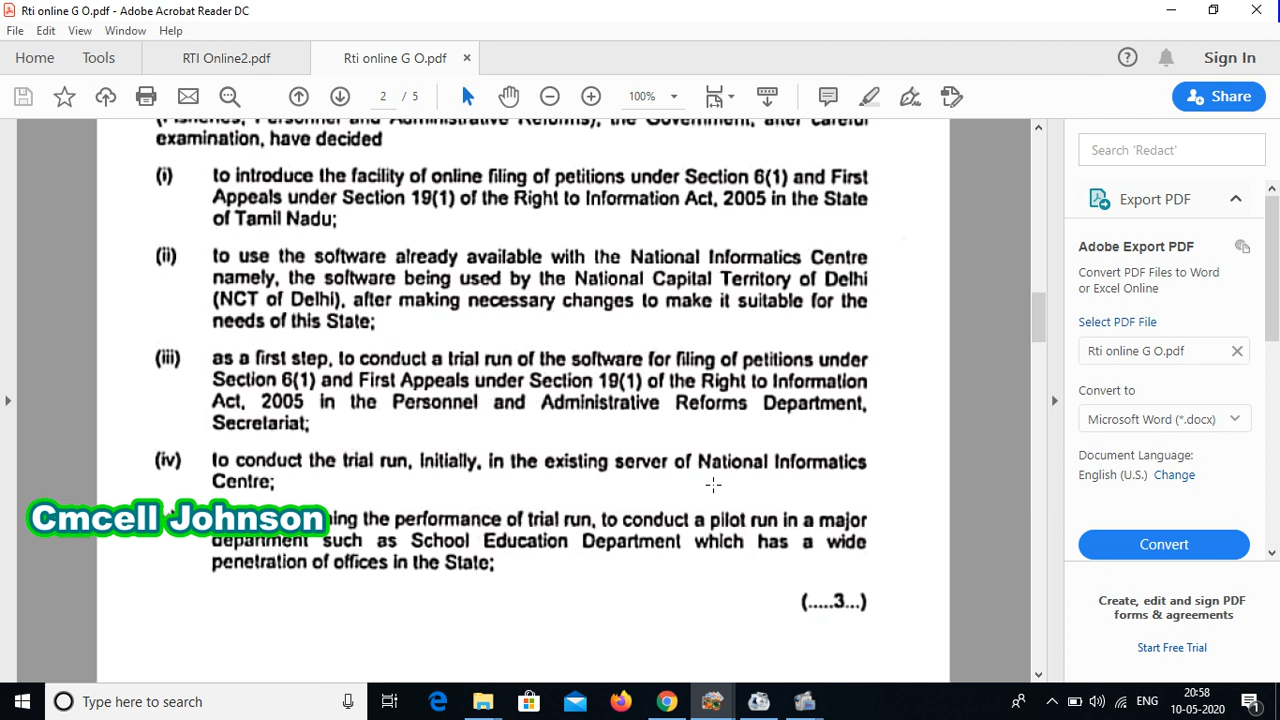 Rti online G O.pdf - Adobe Acrobat Reader DC
File Edit View Window Help
Home Tools RTI Online2.pdf Rti online G O.pdf × Sign In
2 / 5 100% Share
(Fisheries, Personnel and Administrative Reforms), the Government, after careful
examination, have decided
(i) to introduce the facility of online filing of petitions under Section 6(1) and First
Appeals under Section 19(1) of the Right to Information Act, 2005 in the State
of Tamil Nadu;
(ii) to use the software already available with the National Informatics Centre
namely, the software being used by the National Capital Territory of Delhi
(NCT of Delhi), after making necessary changes to make it suitable for the
needs of this State;
(iii) as a first step, to conduct a trial run of the software for filing of petitions under
Section 6(1) and First Appeals under Section 19(1) of the Right to Information
Act, 2005 in the Personnel and Administrative Reforms Department,
Secretariat;
(iv) to conduct the trial run, Initially, in the existing server of National Informatics
Centre;
Cmcell Johnson
the performance of trial run, to conduct a pilot run in a major
department such as School Education Department which has a wide
penetration of offices in the State;
(.....3...)
Search 'Redact'
Export PDF
Adobe Export PDF
Convert PDF Files to Word
or Excel Online
Select PDF File
Rti online G O.pdf
Convert to
Microsoft Word (*.docx)
Document Language:
English (U.S.) Change
Convert
Create, edit and sign PDF
forms & agreements
Start Free Trial
Type here to search
ENG
20:58
10-05-2020
1